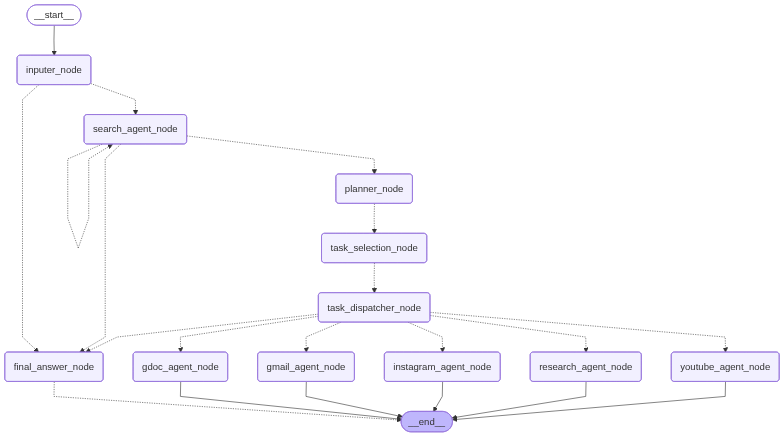 __start__
inputer_node
search_agent_node
planner_node
task_selection_node
task_dispatcher_node
final_answer_node
gdoc_agent_node
gmail_agent_node
instagram_agent_node
research_agent_node
youtube_agent_node
__end__